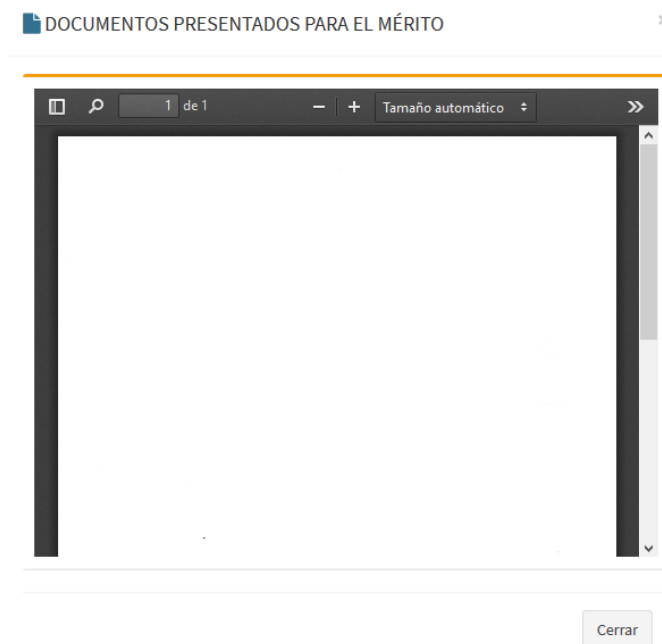 DOCUMENTOS PRESENTADOS PARA EL MÉRITO
1 de 1
Tamaño automático
Cerrar